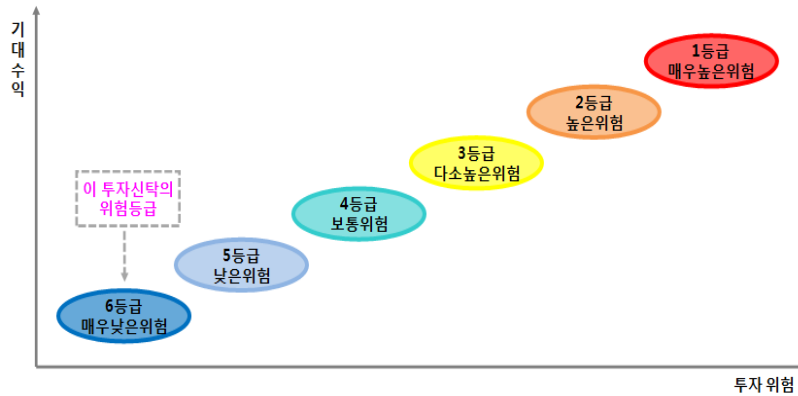 기대수익
1등급
매우높은위험
2등급
높은위험
3등급
다소높은위험
이 투자신탁의
위험등급
4등급
보통위험
5등급
낮은위험
6등급
매우낮은위험
투자 위험